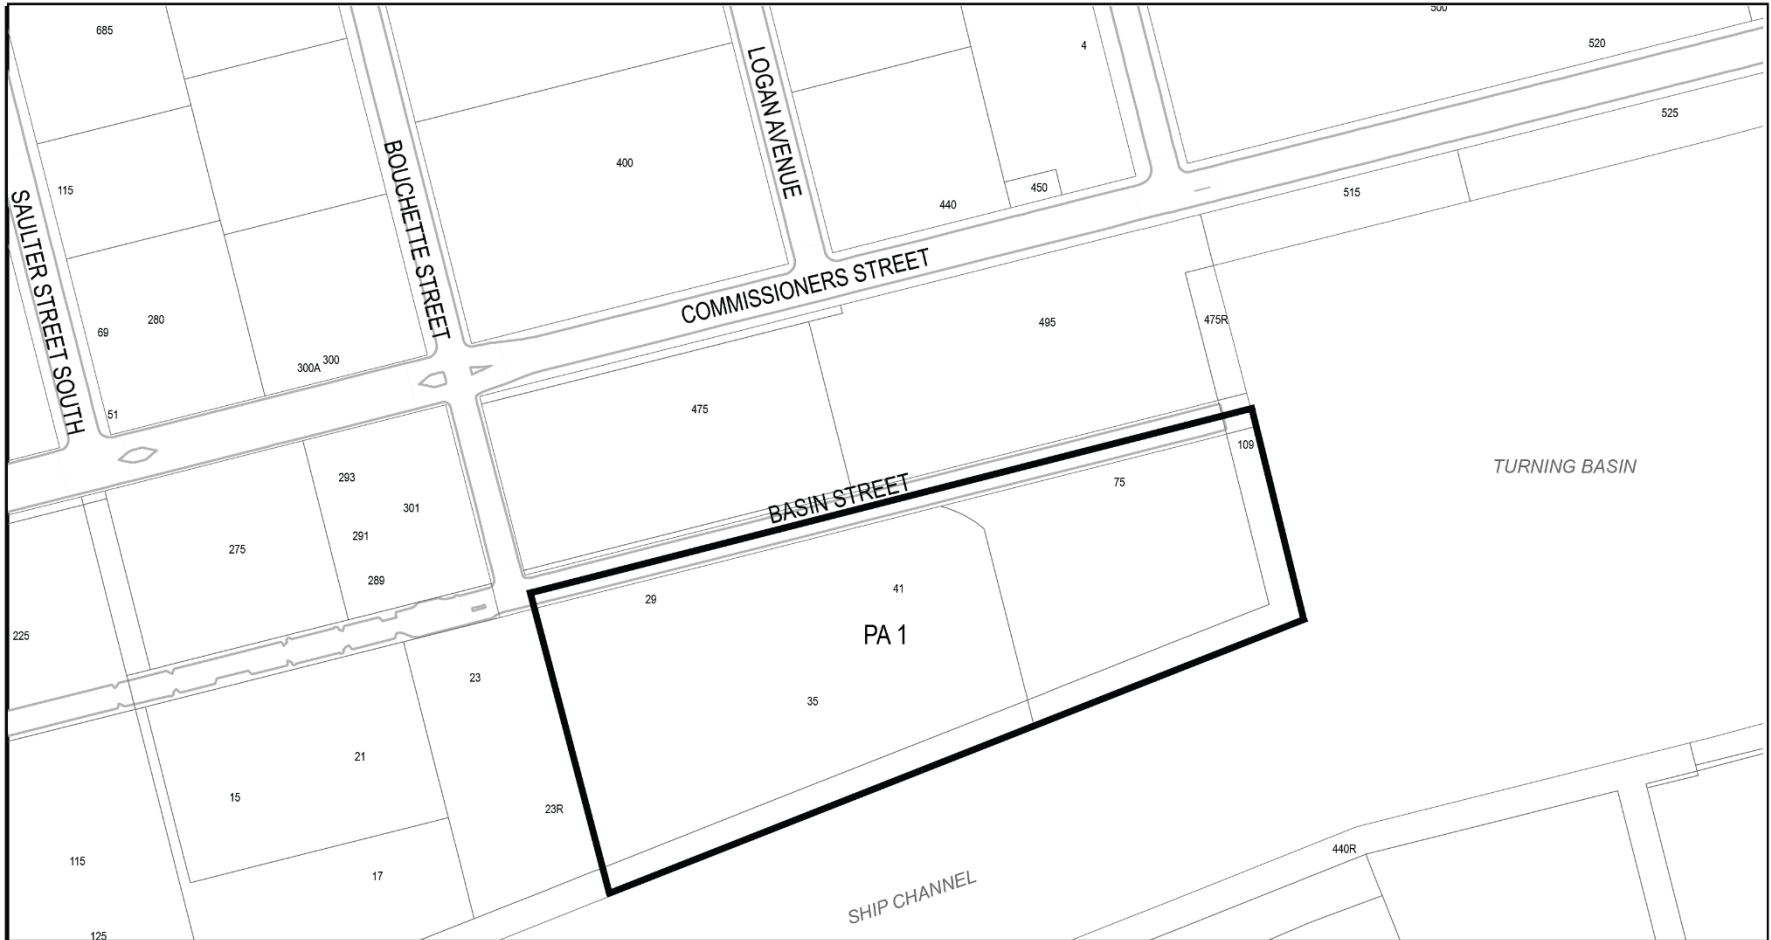 685
4
500
520
525
115
400
LOGAN AVENUE
BOUCHETTE STREET
SAULTER STREET SOUTH
450
440
515
COMMISSIONERS STREET
69
280
300A
300
51
475
495
475R
109
TURNING BASIN
293
301
291
275
289
BASIN STREET
75
29
41
PA 1
225
23
35
21
15
23R
115
17
440R
SHIP CHANNEL
125